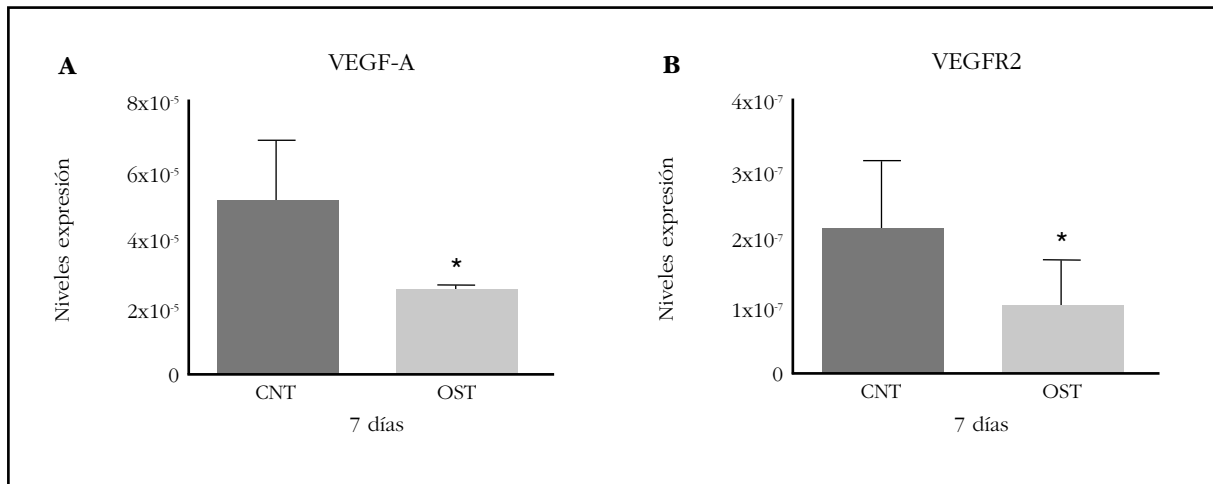 A
VEGF-A
Niveles expresión
8x10⁻⁵
6x10⁻⁵
4x10⁻⁵
2x10⁻⁵
0
*
CNT
OST
7 días
B
VEGFR2
Niveles expresión
4x10⁻⁷
3x10⁻⁷
2x10⁻⁷
1x10⁻⁷
0
*
CNT
OST
7 días